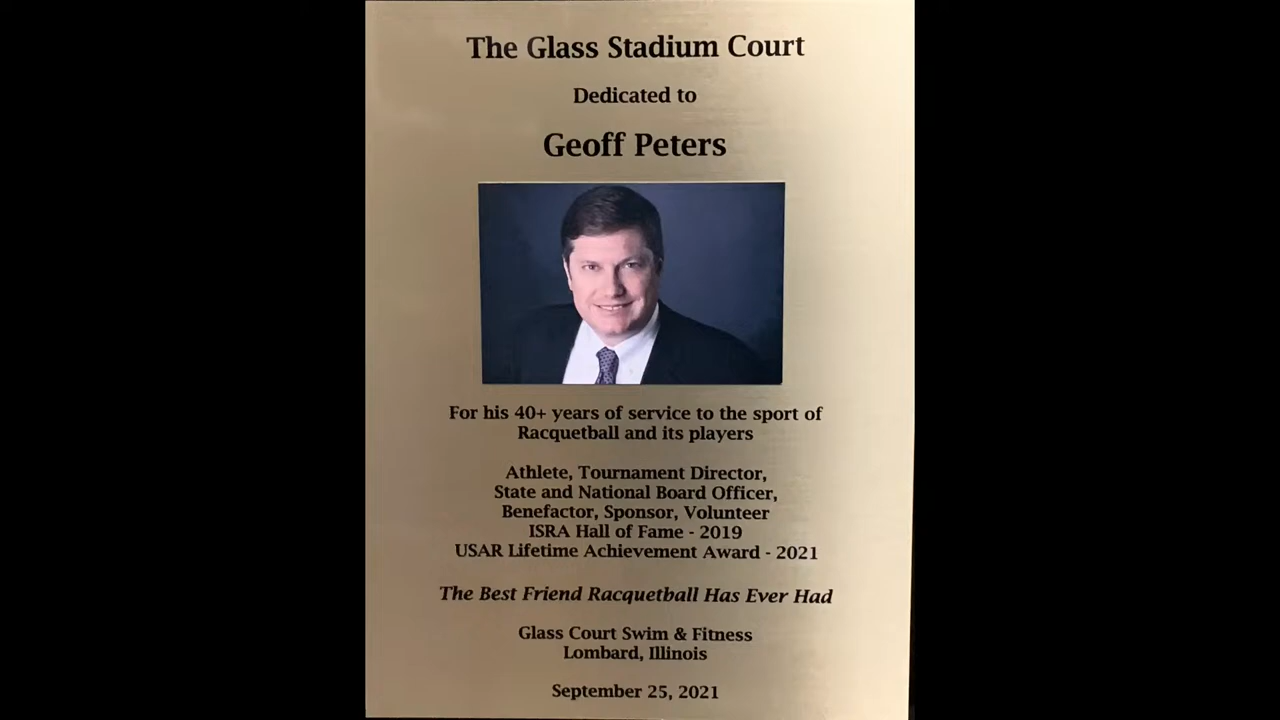 The Glass Stadium Court
Dedicated to
Geoff Peters
For his 40+ years of service to the sport of
Racquetball and its players
Athlete, Tournament Director,
State and National Board Officer,
Benefactor, Sponsor, Volunteer
ISRA Hall of Fame - 2019
USAR Lifetime Achievement Award - 2021
The Best Friend Racquetball Has Ever Had
Glass Court Swim & Fitness
Lombard, Illinois
September 25, 2021